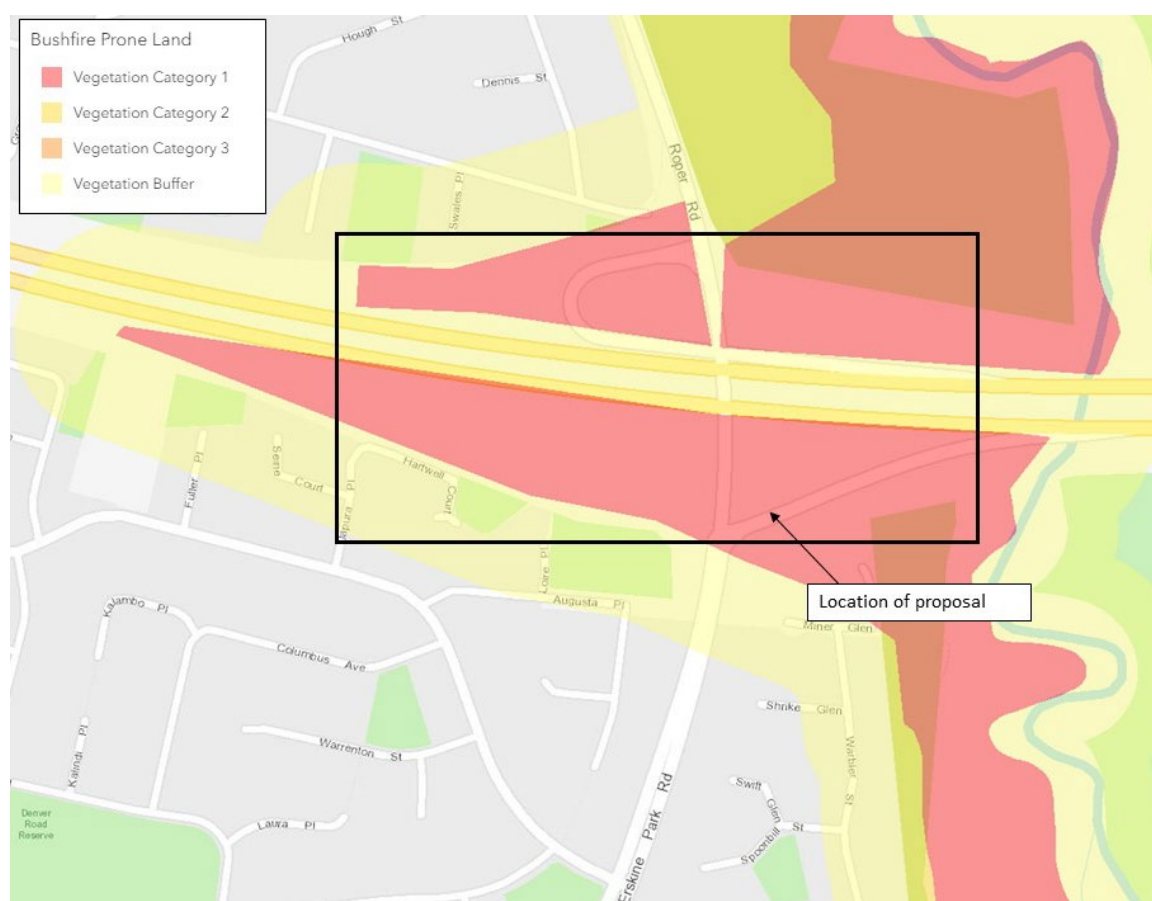 Bushfire Prone Land
Vegetation Category 1
Vegetation Category 2
Vegetation Category 3
Vegetation Buffer
Hough St
Dennis St
Swales Pl
Roper Rd
Fuller Pl
Seine Court
Hartwell Court
Loire Pl
Augusta Pl
Location of proposal
Miner Glen
Kalambo Pl
Columbus Ave
Kalindi Pl
Warrenton St
Shrike Glen
Warbler St
Swift Glen
Spoonbill St
Laura Pl
Denver
Road
Reserve
Erskine Park Rd